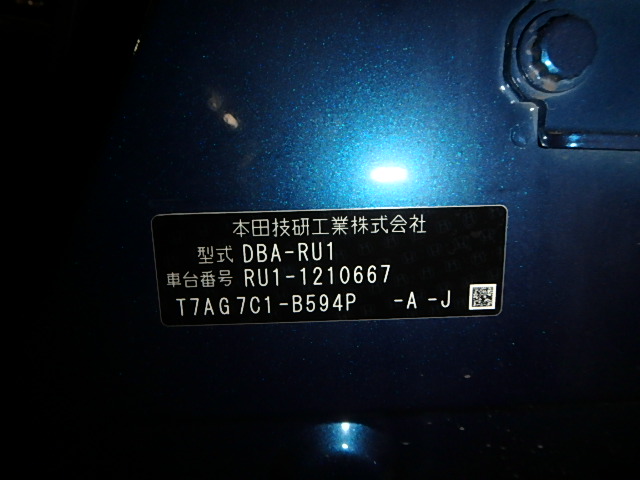 本田技研工業株式会社
型式 DBA-RU1
車台番号 RU1-1210667
T7AG7C1-B594P -A-J